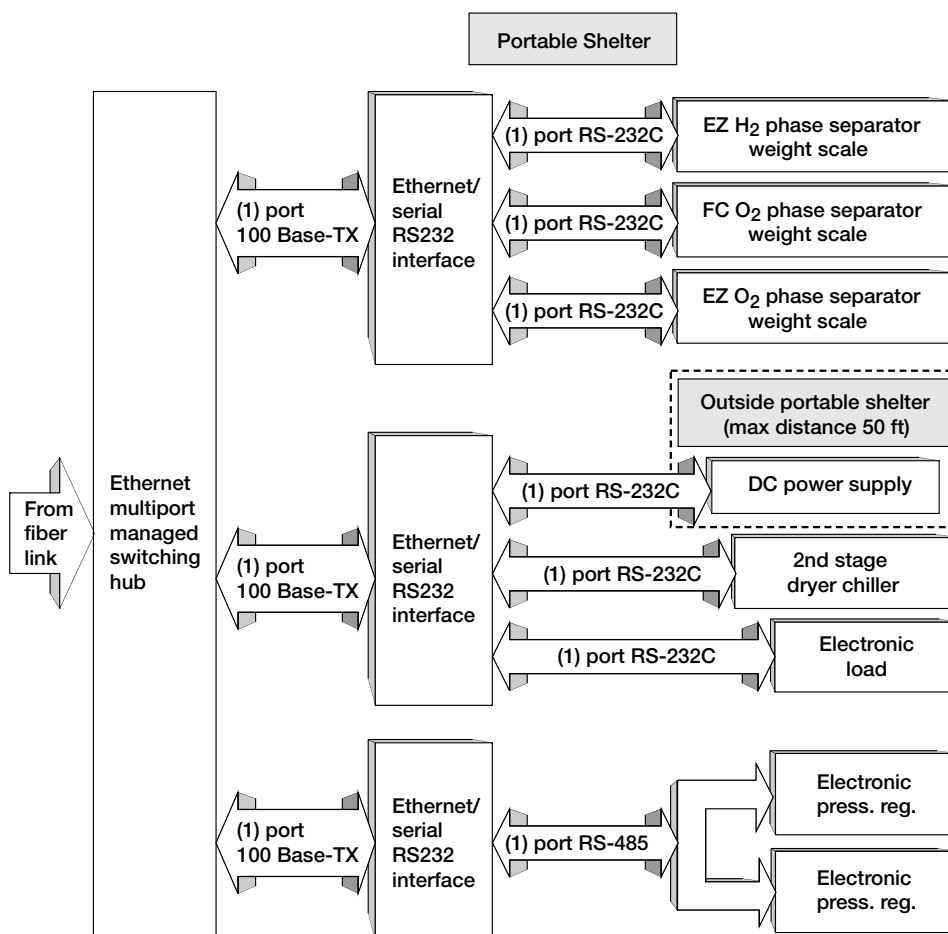 Portable Shelter
From
fiber
link
Ethernet
multiport
managed
switching
hub
(1) port
100 Base-TX
Ethernet/
serial
RS232
interface
(1) port RS-232C
EZ H₂ phase separator
weight scale
(1) port RS-232C
FC O₂ phase separator
weight scale
(1) port RS-232C
EZ O₂ phase separator
weight scale
Outside portable shelter
(max distance 50 ft)
(1) port
100 Base-TX
Ethernet/
serial
RS232
interface
(1) port RS-232C
DC power supply
(1) port RS-232C
2nd stage
dryer chiller
(1) port RS-232C
Electronic
load
(1) port
100 Base-TX
Ethernet/
serial
RS232
interface
(1) port RS-485
Electronic
press. reg.
Electronic
press. reg.